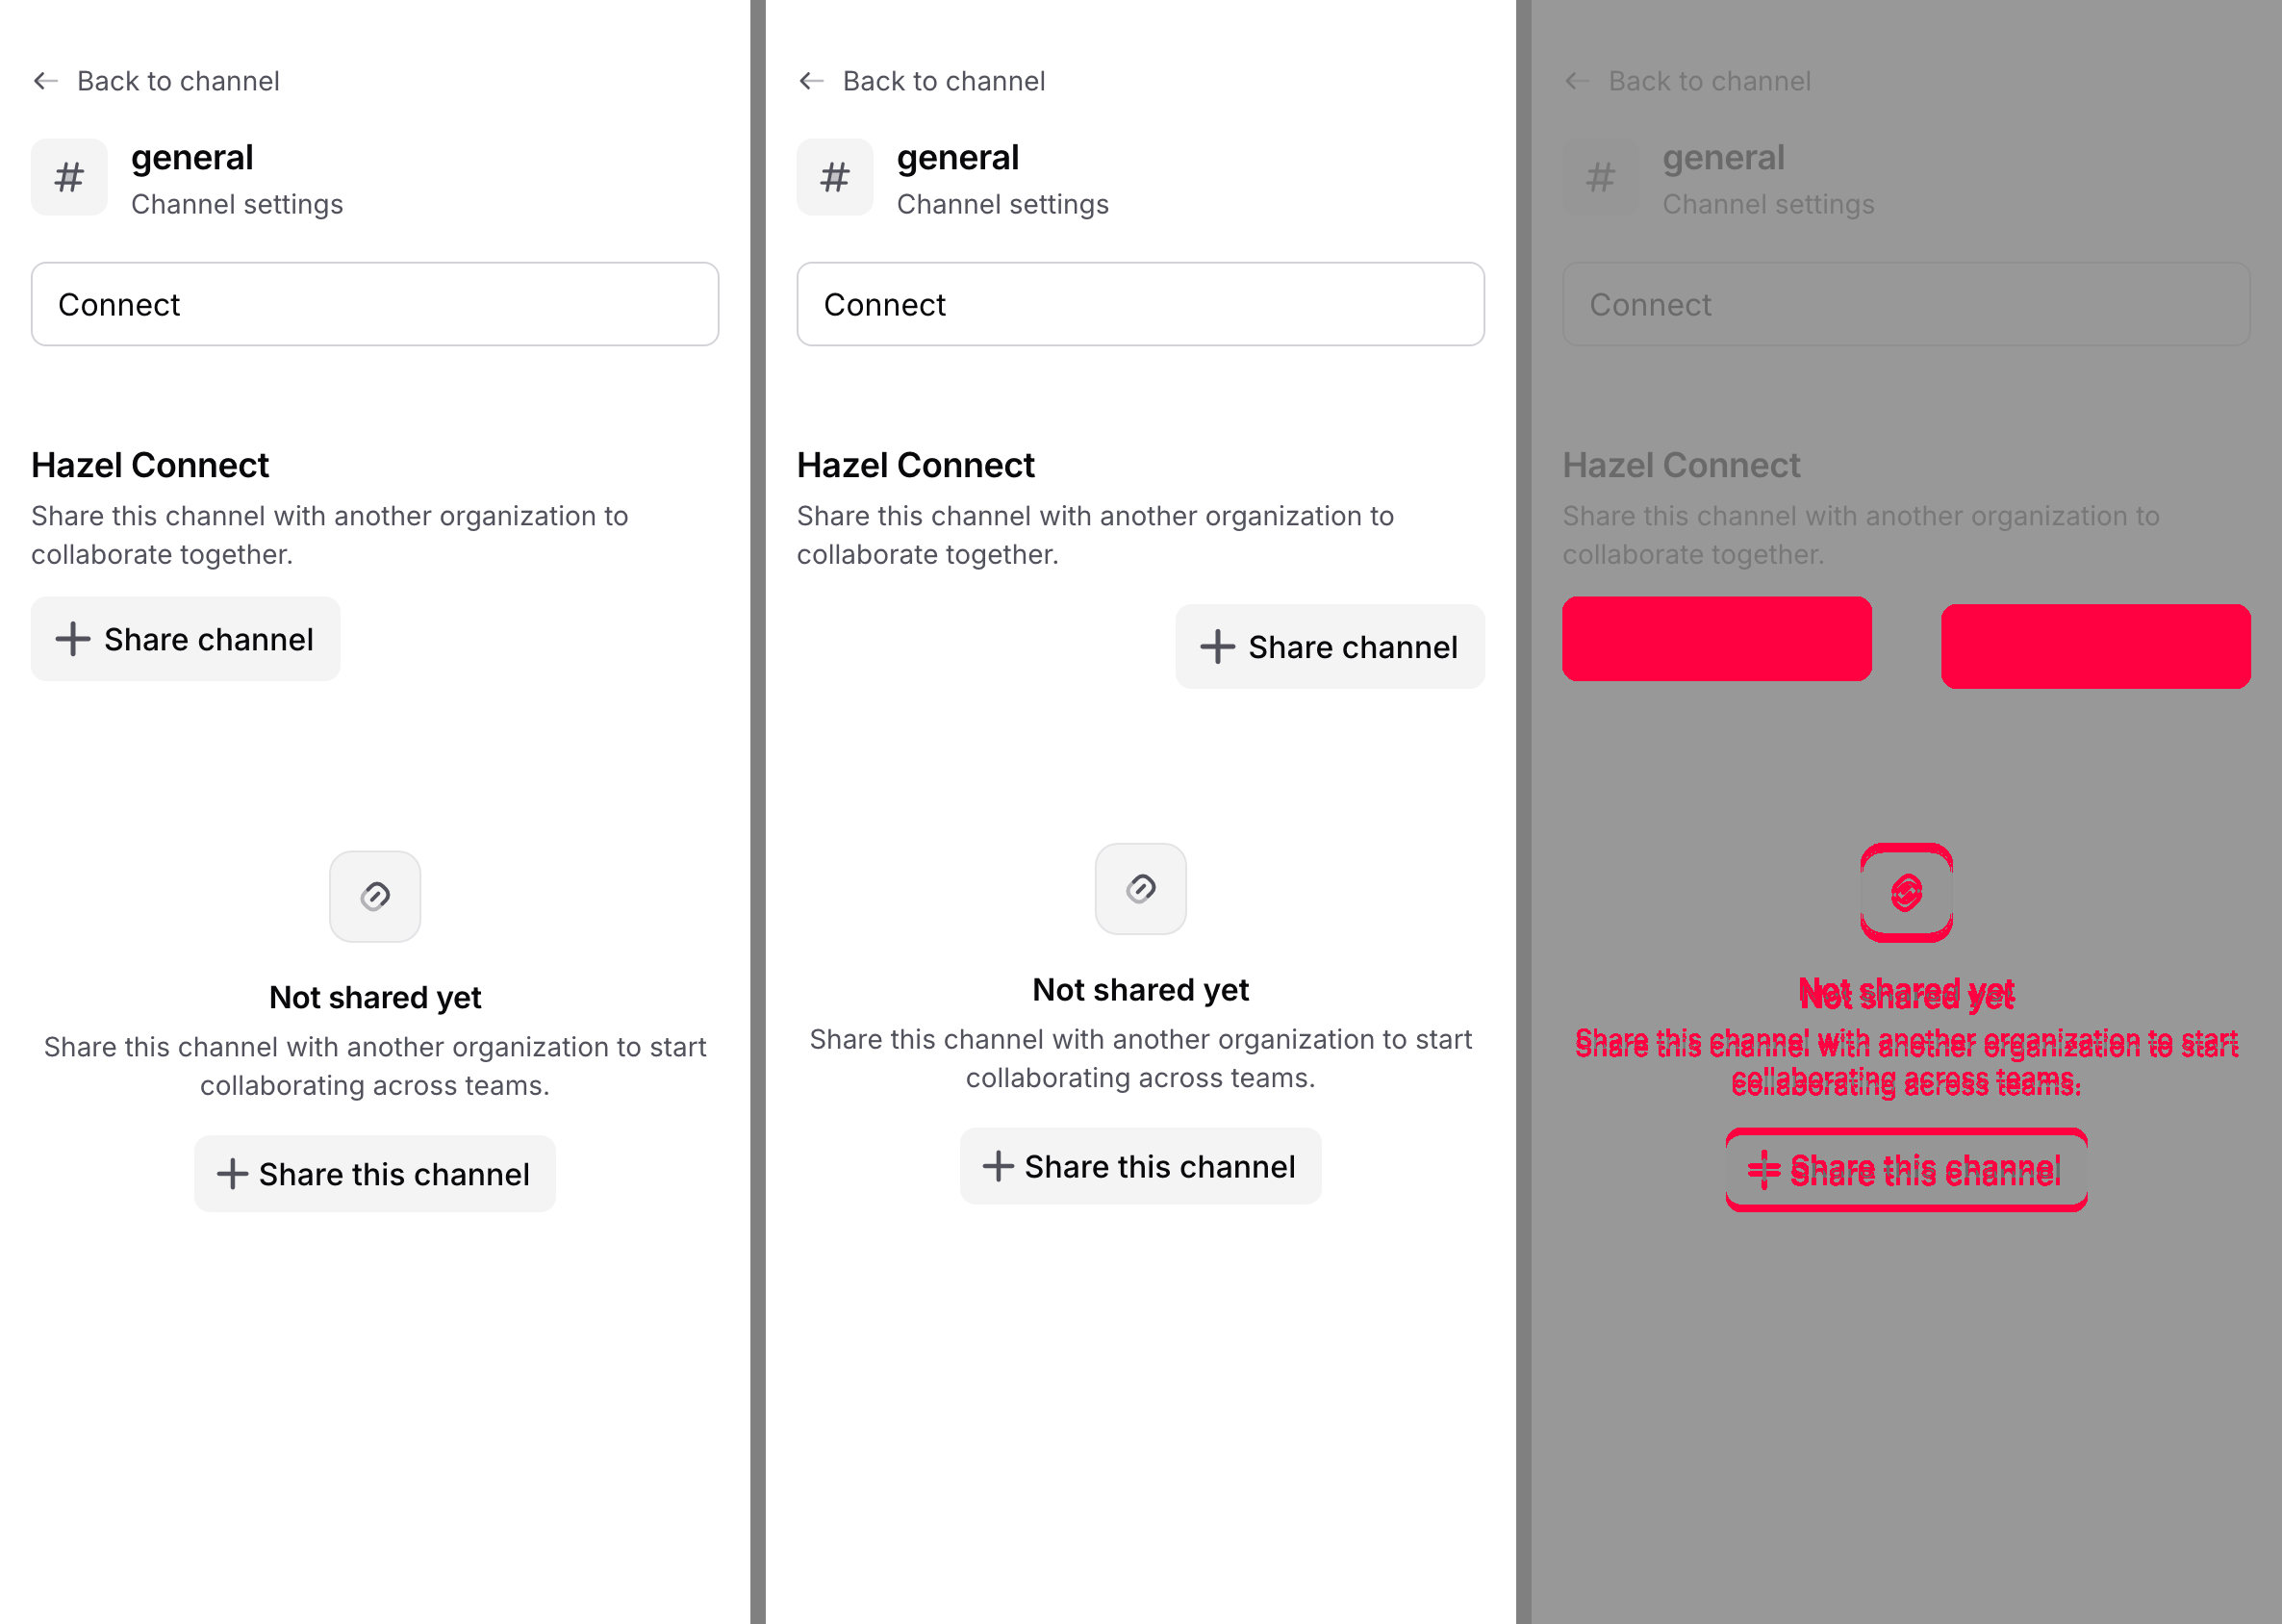 Back to channel
#
general
Channel settings
Connect
Hazel Connect
Share this channel with another organization to
collaborate together.
Share channel
Not shared yet
Share this channel with another organization to start
collaborating across teams.
Share this channel
Back to channel
#
general
Channel settings
Connect
Hazel Connect
Share this channel with another organization to
collaborate together.
Share channel
Not shared yet
Share this channel with another organization to start
collaborating across teams.
Share this channel
Back to channel
#
general
Channel settings
Connect
Hazel Connect
Share this channel with another organization to
collaborate together.
Not shared yet
Share this channel with another organization to start
collaborating across teams.
Share this channel